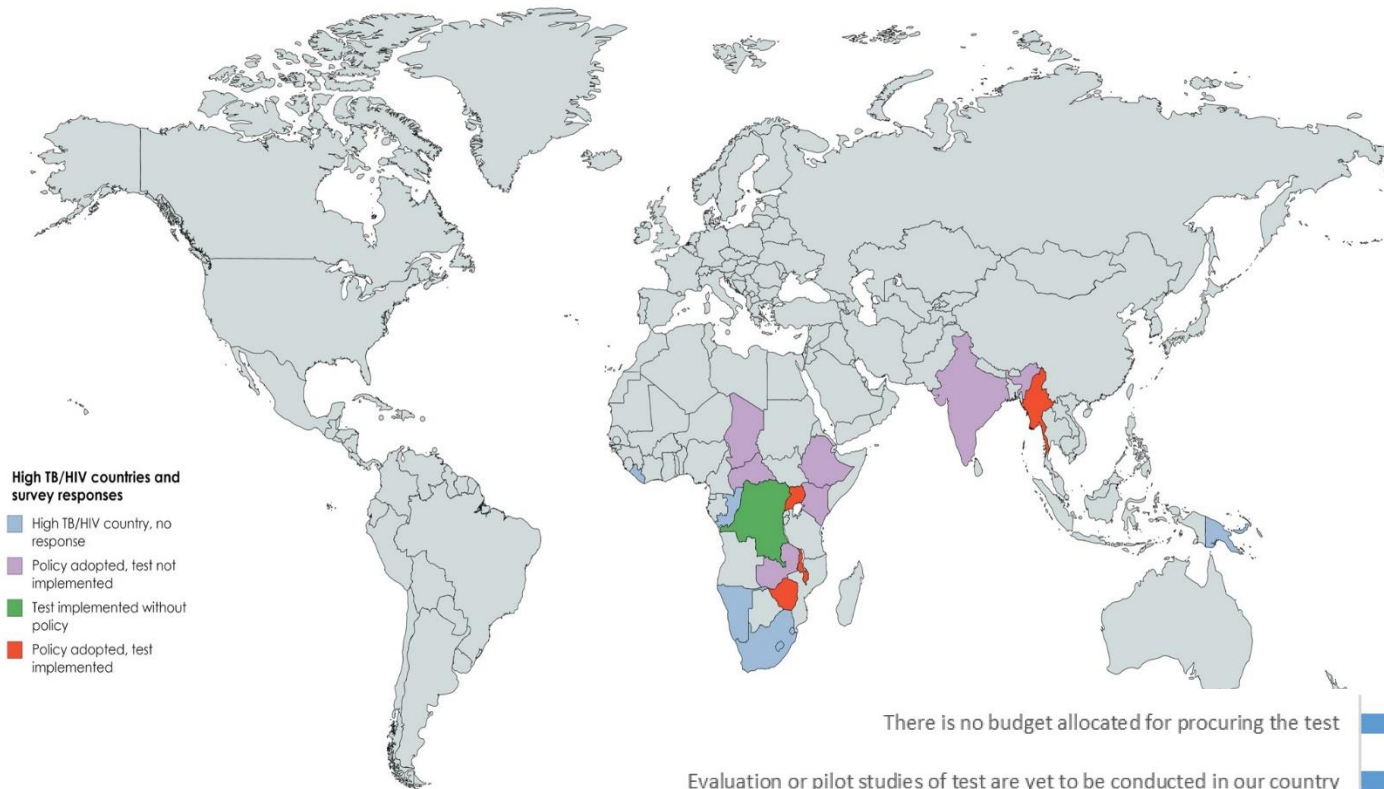 High TB/HIV countries and
survey responses
High TB/HIV country, no
response
Policy adopted, test not
implemented
Test implemented without
policy
Policy adopted, test
implemented
There is no budget allocated for procuring the test
Evaluation or pilot studies of test are yet to be conducted in our country